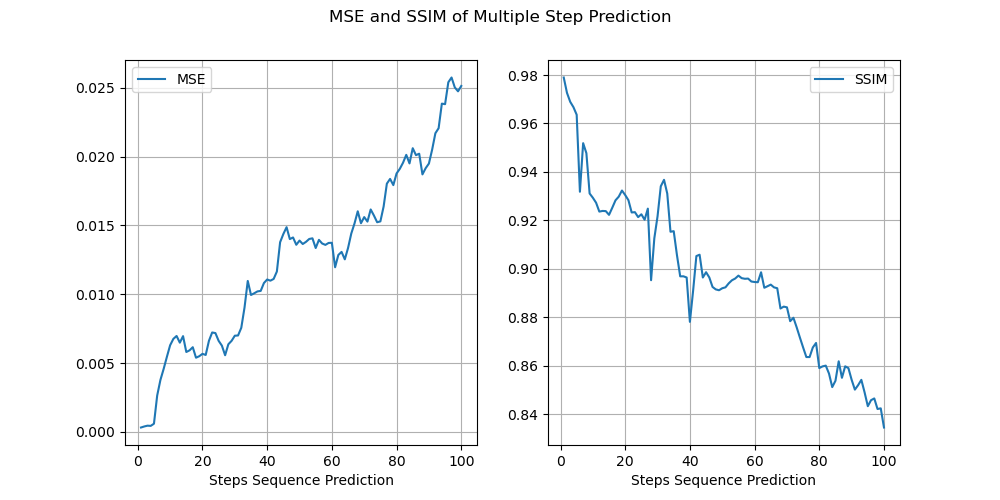 MSE and SSIM of Multiple Step Prediction
MSE
0.025
0.020
0.015
0.010
0.005
0.000
0 20 40 60 80 100
Steps Sequence Prediction
SSIM
0.98
0.96
0.94
0.92
0.90
0.88
0.86
0.84
0 20 40 60 80 100
Steps Sequence Prediction